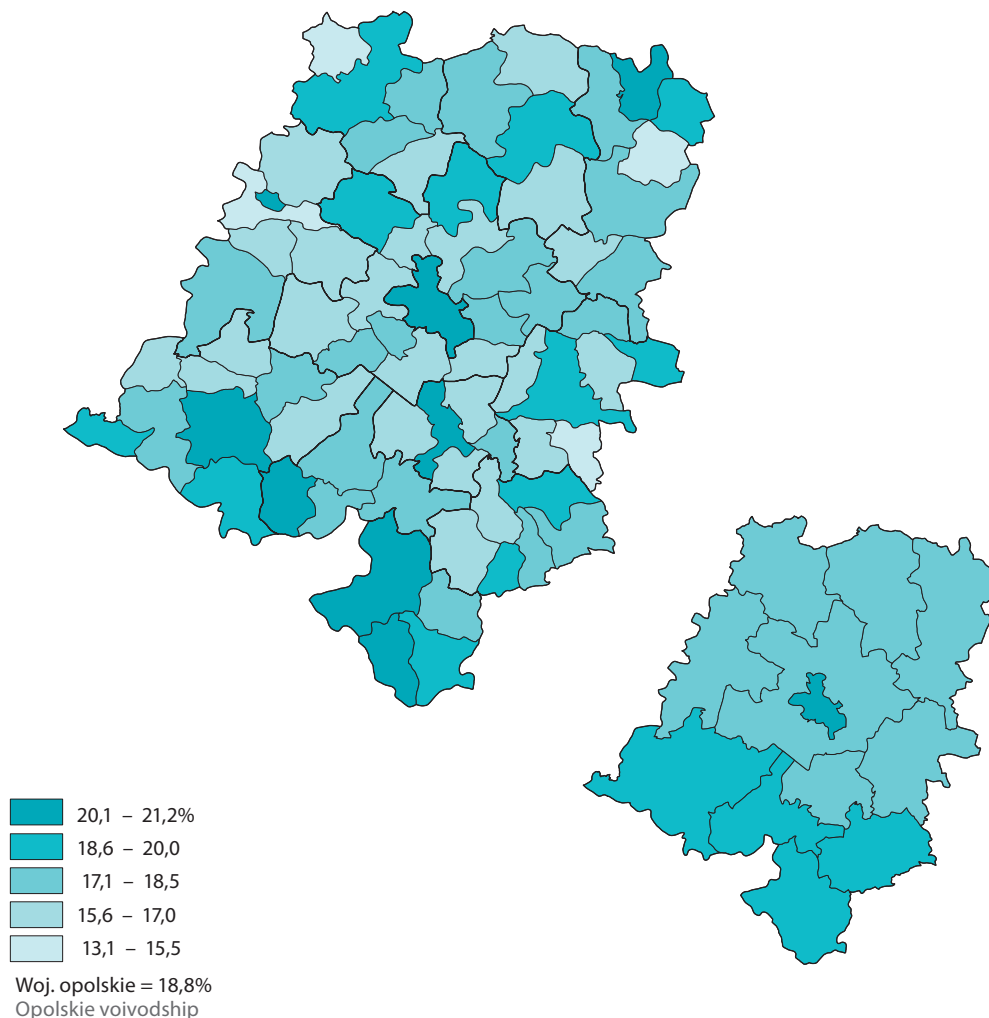 20,1 – 21,2%
18,6 – 20,0
17,1 – 18,5
15,6 – 17,0
13,1 – 15,5
Woj. opolskie = 18,8%
Opolskie voivodship